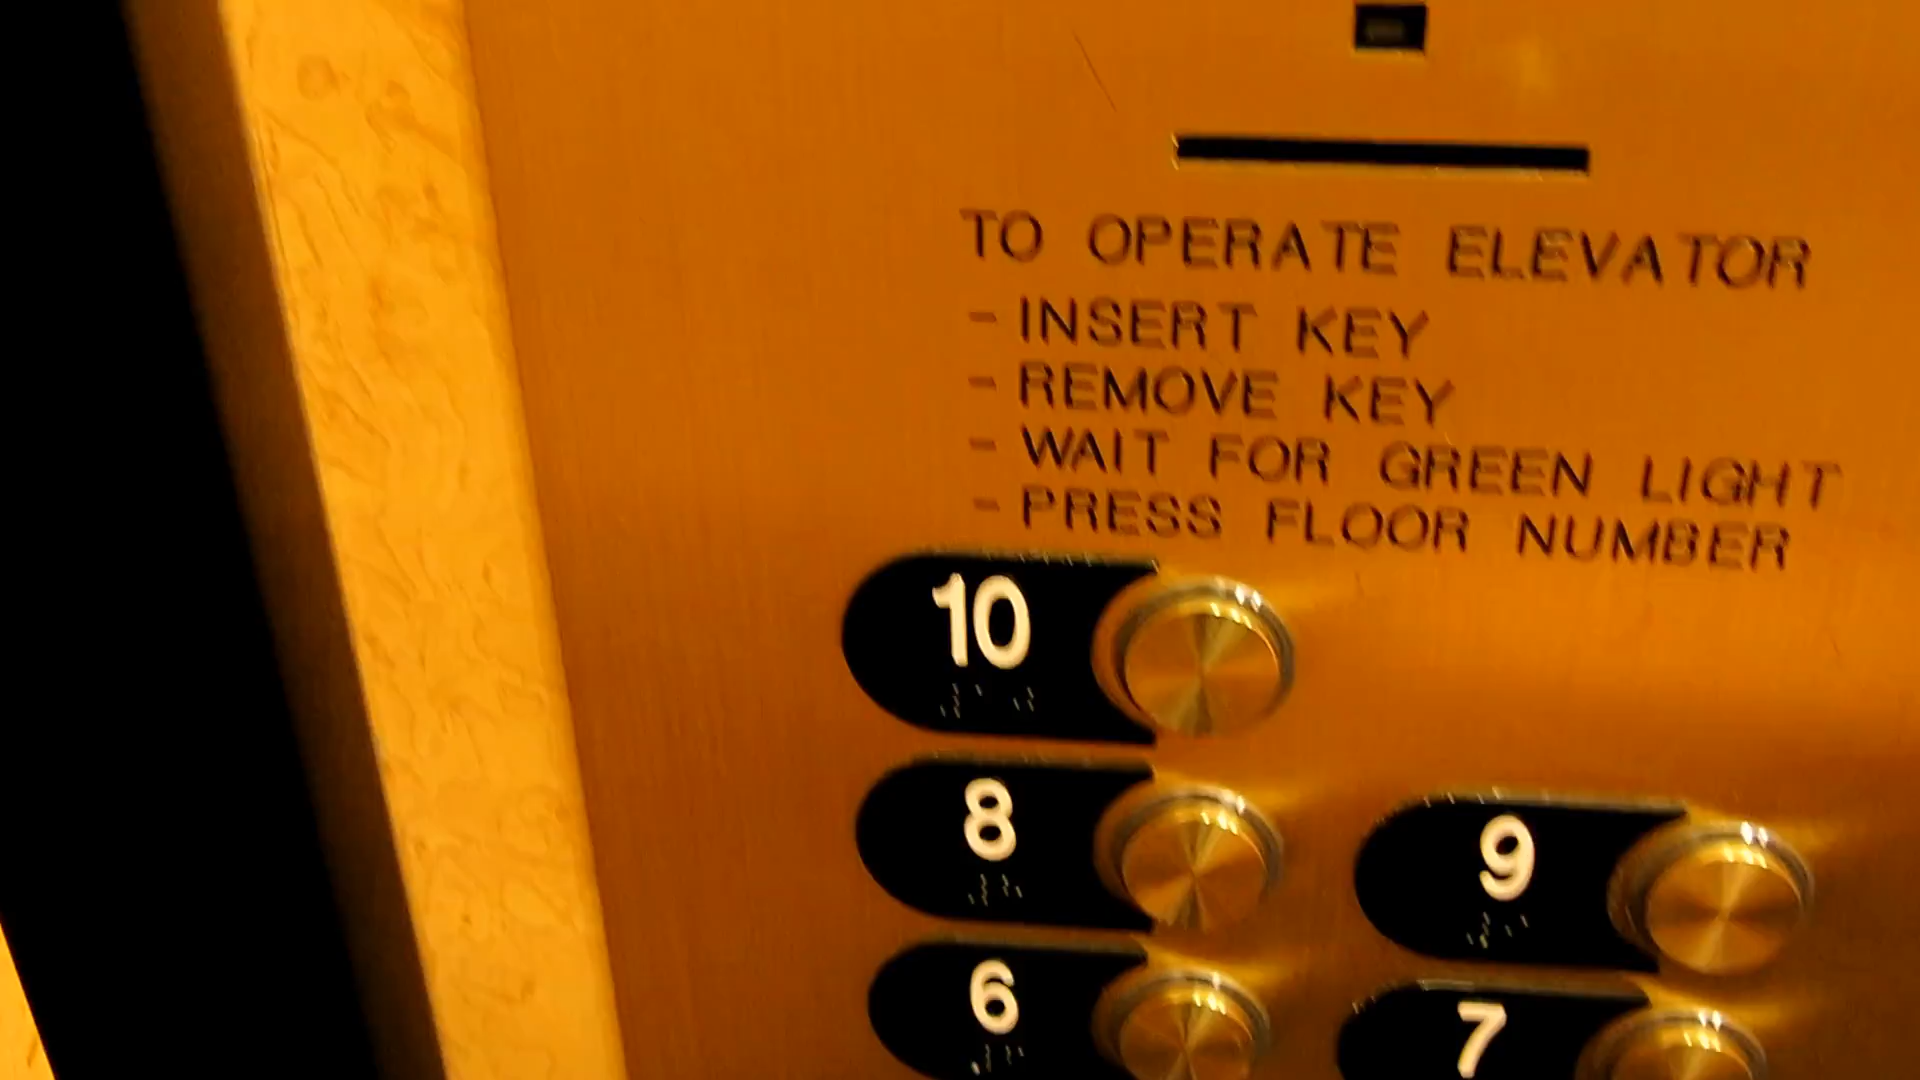 TO OPERATE ELEVATOR
- INSERT KEY
- REMOVE KEY
- WAIT FOR GREEN LIGHT
- PRESS FLOOR NUMBER
10
8
9
6
7